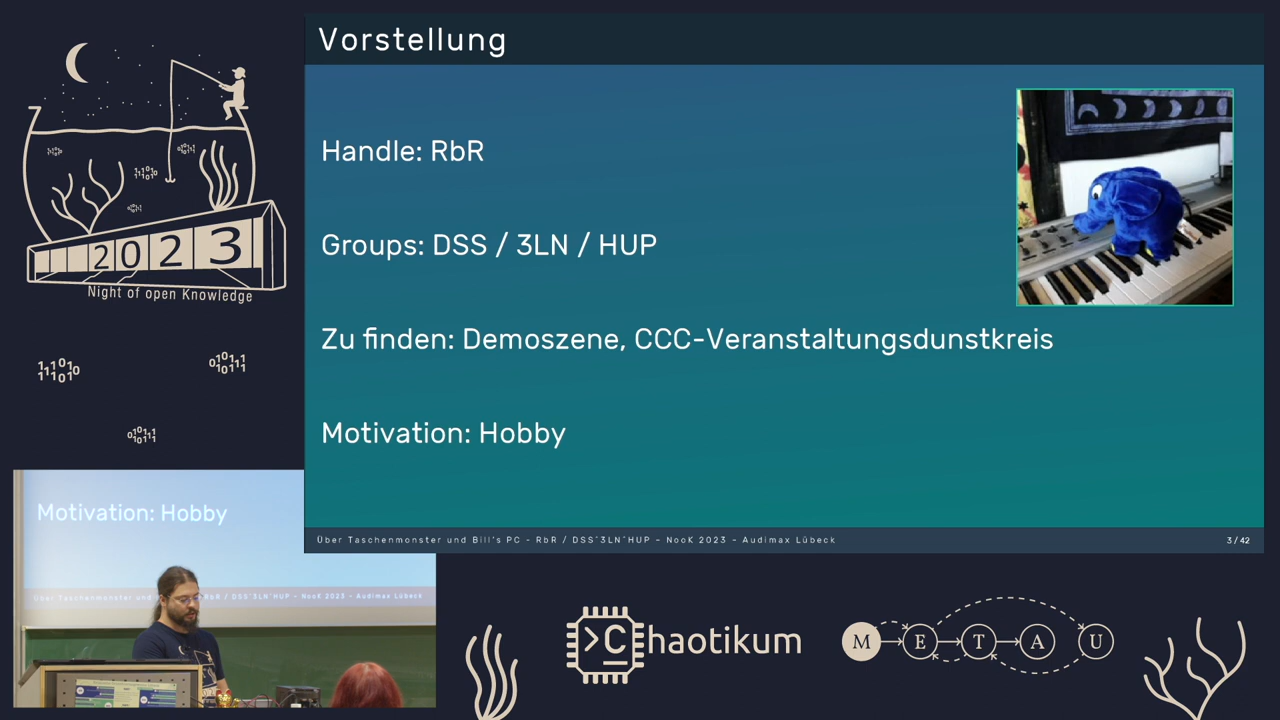 Vorstellung
Handle: RbR
Groups: DSS / 3LN / HUP
Zu finden: Demoszene, CCC-Veranstaltungsdunstkreis
Motivation: Hobby
Über Taschenmonster und Bill's PC - RbR / DSS^3LN^HUP - NooK 2023 - Audimax Lübeck
3/42
2023
Night of open Knowledge
Motivation: Hobby
>C haotikum
M E T A U